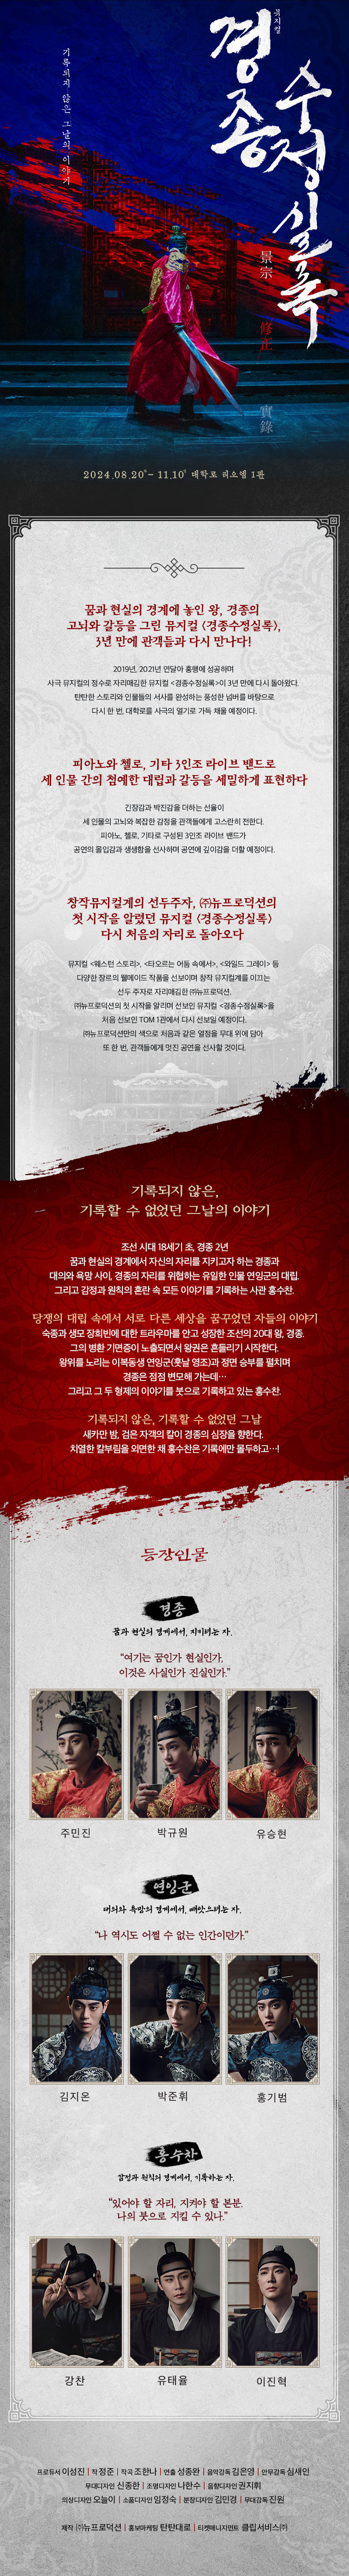 뮤지컬
경종
수정실록
기록되지 않은 그날의 이야기
景宗
修正
實錄
2024.08.20화 - 11.10일 대학로 티오엠 1관
꿈과 현실의 경계에 놓인 왕, 경종의
고뇌와 갈등을 그린 뮤지컬 <경종수정실록>,
3년 만에 관객들과 다시 만나다!
2019년, 2021년 연달아 흥행에 성공하며
사극 뮤지컬의 정수로 자리매김한 뮤지컬 <경종수정실록>이 3년 만에 다시 돌아왔다.
탄탄한 스토리와 인물들의 서사를 완성하는 풍성한 넘버를 바탕으로
다시 한 번, 대학로를 사극의 열기로 가득 채울 예정이다.
피아노와 첼로, 기타 3인조 라이브 밴드로
세 인물 간의 첨예한 대립과 갈등을 세밀하게 표현하다
긴장감과 박진감을 더하는 선율이
세 인물의 고뇌와 복잡한 감정을 관객들에게 고스란히 전한다.
피아노, 첼로, 기타로 구성된 3인조 라이브 밴드가
공연의 몰입감과 생생함을 선사하며 공연에 깊이감을 더할 예정이다.
창작뮤지컬계의 선두주자, ㈜뉴프로덕션의
첫 시작을 알렸던 뮤지컬 <경종수정실록>
다시 처음의 자리로 돌아오다
뮤지컬 <웨스턴 스토리>, <타오르는 어둠 속에서>, <와일드 그레이> 등
다양한 장르의 웰메이드 작품을 선보이며 창작 뮤지컬계를 이끄는
선두 주자로 자리매김한 ㈜뉴프로덕션.
㈜뉴프로덕션의 첫 시작을 알리며 선보인 뮤지컬 <경종수정실록>을
처음 선보인 TOM 1관에서 다시 선보일 예정이다.
㈜뉴프로덕션만의 색으로 처음과 같은 열정을 무대 위에 담아
또 한 번, 관객들에게 멋진 공연을 선사할 것이다.
기록되지 않은,
기록할 수 없었던 그날의 이야기
조선 시대 18세기 초, 경종 2년
꿈과 현실의 경계에서 자신의 자리를 지키고자 하는 경종과
대의와 욕망 사이, 경종의 자리를 위협하는 유일한 인물 연잉군의 대립.
그리고 감정과 원칙의 혼란 속 모든 이야기를 기록하는 사관 홍수찬.
당쟁의 대립 속에서 서로 다른 세상을 꿈꾸었던 자들의 이야기
숙종과 생모 장희빈에 대한 트라우마를 안고 성장한 조선의 20대 왕, 경종.
그의 병환 기면증이 노출되면서 왕권은 흔들리기 시작한다.
왕위를 노리는 이복동생 연잉군(훗날 영조)과 정면 승부를 펼치며
경종은 점점 변모해 가는데…
그리고 그 두 형제의 이야기를 붓으로 기록하고 있는 홍수찬.
기록되지 않은, 기록할 수 없었던 그날
새카만 밤, 검은 자객의 칼이 경종의 심장을 향한다.
치열한 칼부림을 외면한 채 홍수찬은 기록에만 몰두하고…!
등장인물
경종
꿈과 현실의 경계에서, 지키려는 자.
“여기는 꿈인가 현실인가,
이것은 사실인가 진실인가.”
주민진
박규원
유승현
연잉군
대의와 욕망의 경계에서, 빼앗으려는 자.
“나 역시도 어쩔 수 없는 인간이던가.”
김지온
박준휘
홍기범
홍수찬
감정과 원칙의 경계에서, 기록하는 자.
“있어야 할 자리, 지켜야 할 본분.
나의 붓으로 지킬 수 있나.”
강찬
유태율
이진혁
프로듀서 이성진 | 작 정준 | 작곡 조한나 | 연출 성종완 | 음악감독 김은영 | 안무감독 심새인
무대디자인 신종한 | 조명디자인 나한수 | 음향디자인 권지휘
의상디자인 오늘이 | 소품디자인 임정숙 | 분장디자인 김민경 | 무대감독 진원
제작 ㈜뉴프로덕션 | 홍보마케팅 탄탄대로 | 티켓매니지먼트 클립서비스㈜